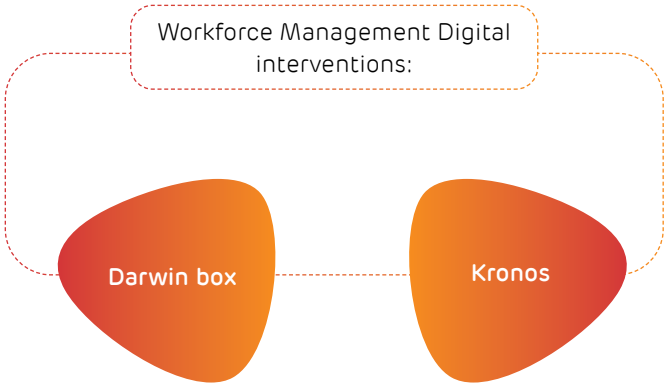 Workforce Management Digital
interventions:
Darwin box
Kronos